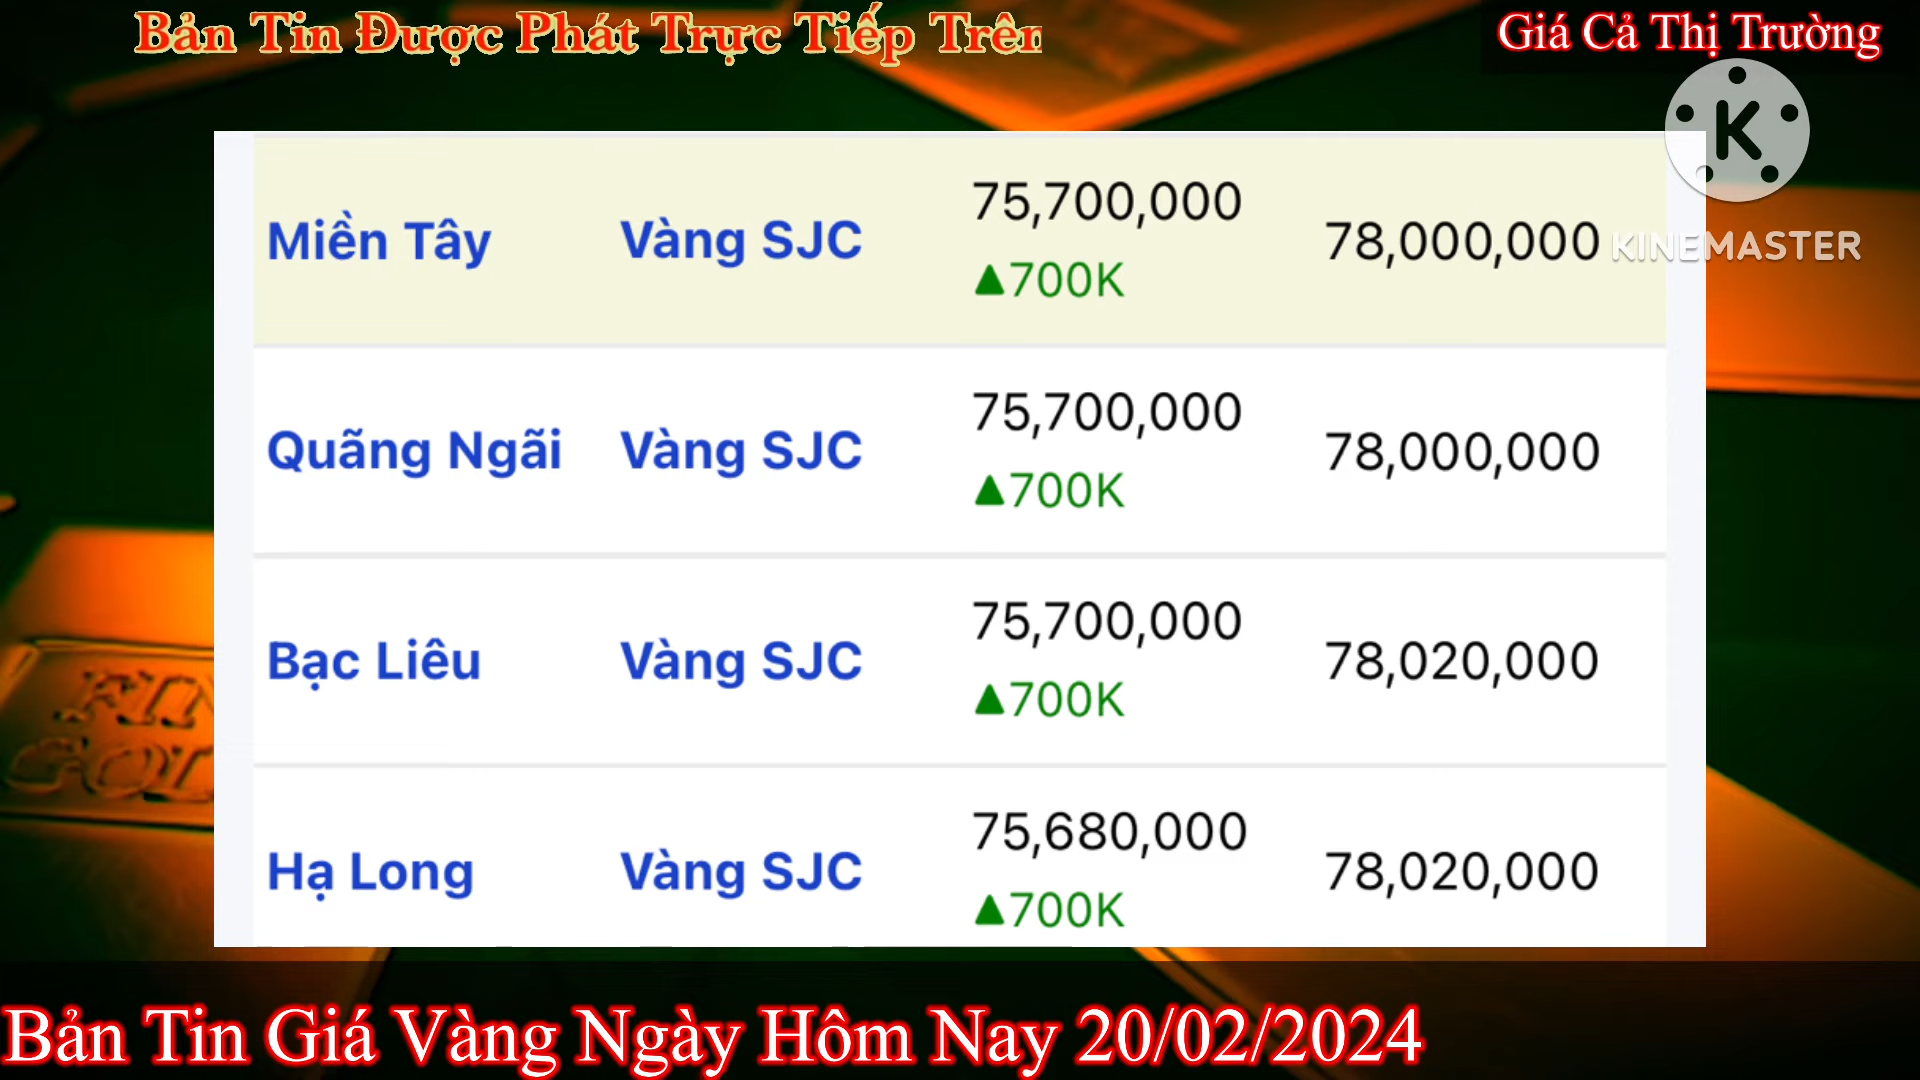 Bản Tin Được Phát Trực Tiếp Trên
Giá Cả Thị Trường
K
KINEMASTER
Miền Tây Vàng SJC 75,700,000 ▲700K 78,000,000
Quãng Ngãi Vàng SJC 75,700,000 ▲700K 78,000,000
Bạc Liêu Vàng SJC 75,700,000 ▲700K 78,020,000
Hạ Long Vàng SJC 75,680,000 ▲700K 78,020,000
FIN
GOL
Bản Tin Giá Vàng Ngày Hôm Nay 20/02/2024